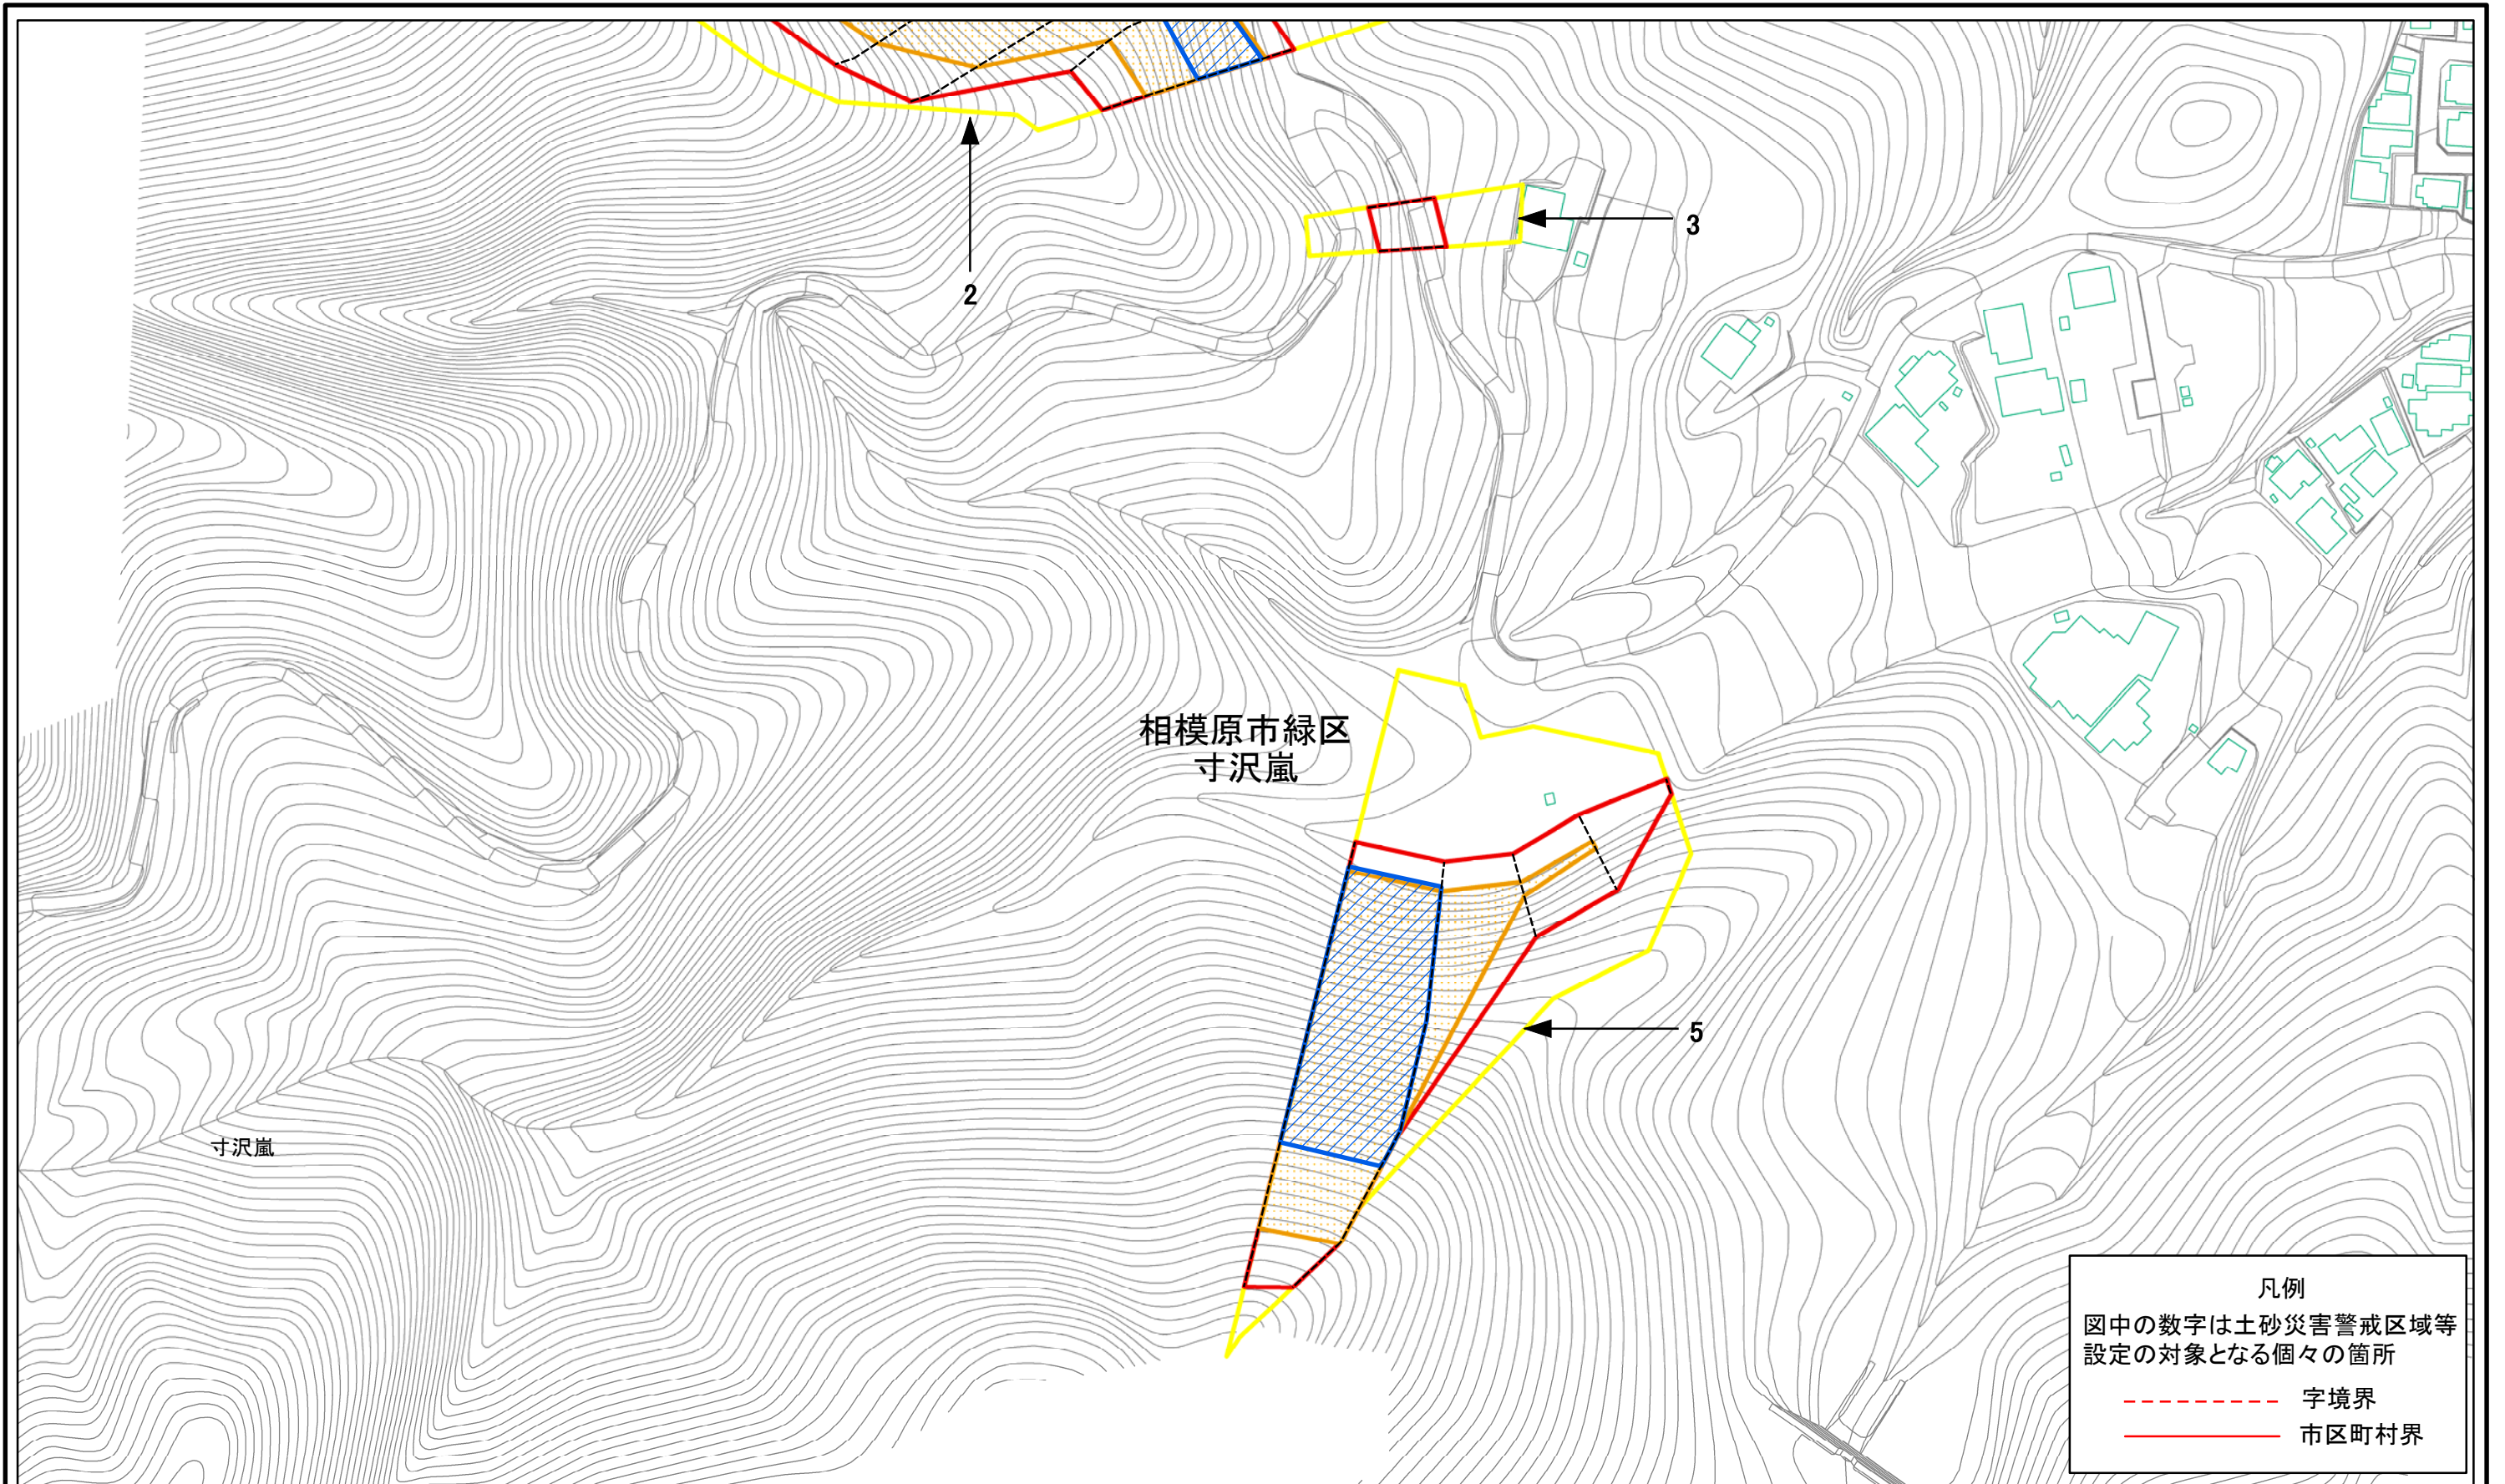 2
3
相模原市緑区
寸沢嵐
5
寸沢嵐
凡例
図中の数字は土砂災害警戒区域等
設定の対象となる個々の箇所
字境界
市区町村界